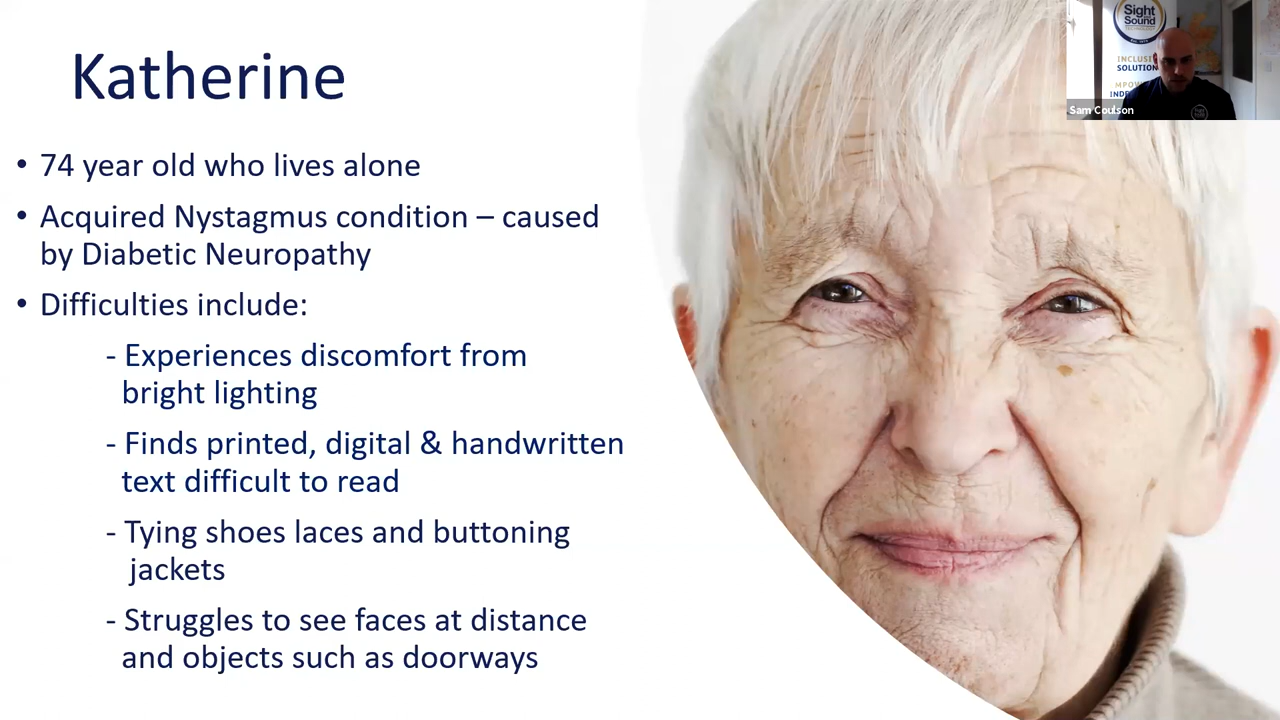 Katherine
• 74 year old who lives alone
• Acquired Nystagmus condition – caused
by Diabetic Neuropathy
• Difficulties include:
- Experiences discomfort from
bright lighting
- Finds printed, digital & handwritten
text difficult to read
- Tying shoes laces and buttoning
jackets
- Struggles to see faces at distance
and objects such as doorways
Sight
Sound
SOLUTION
Sam Coulson